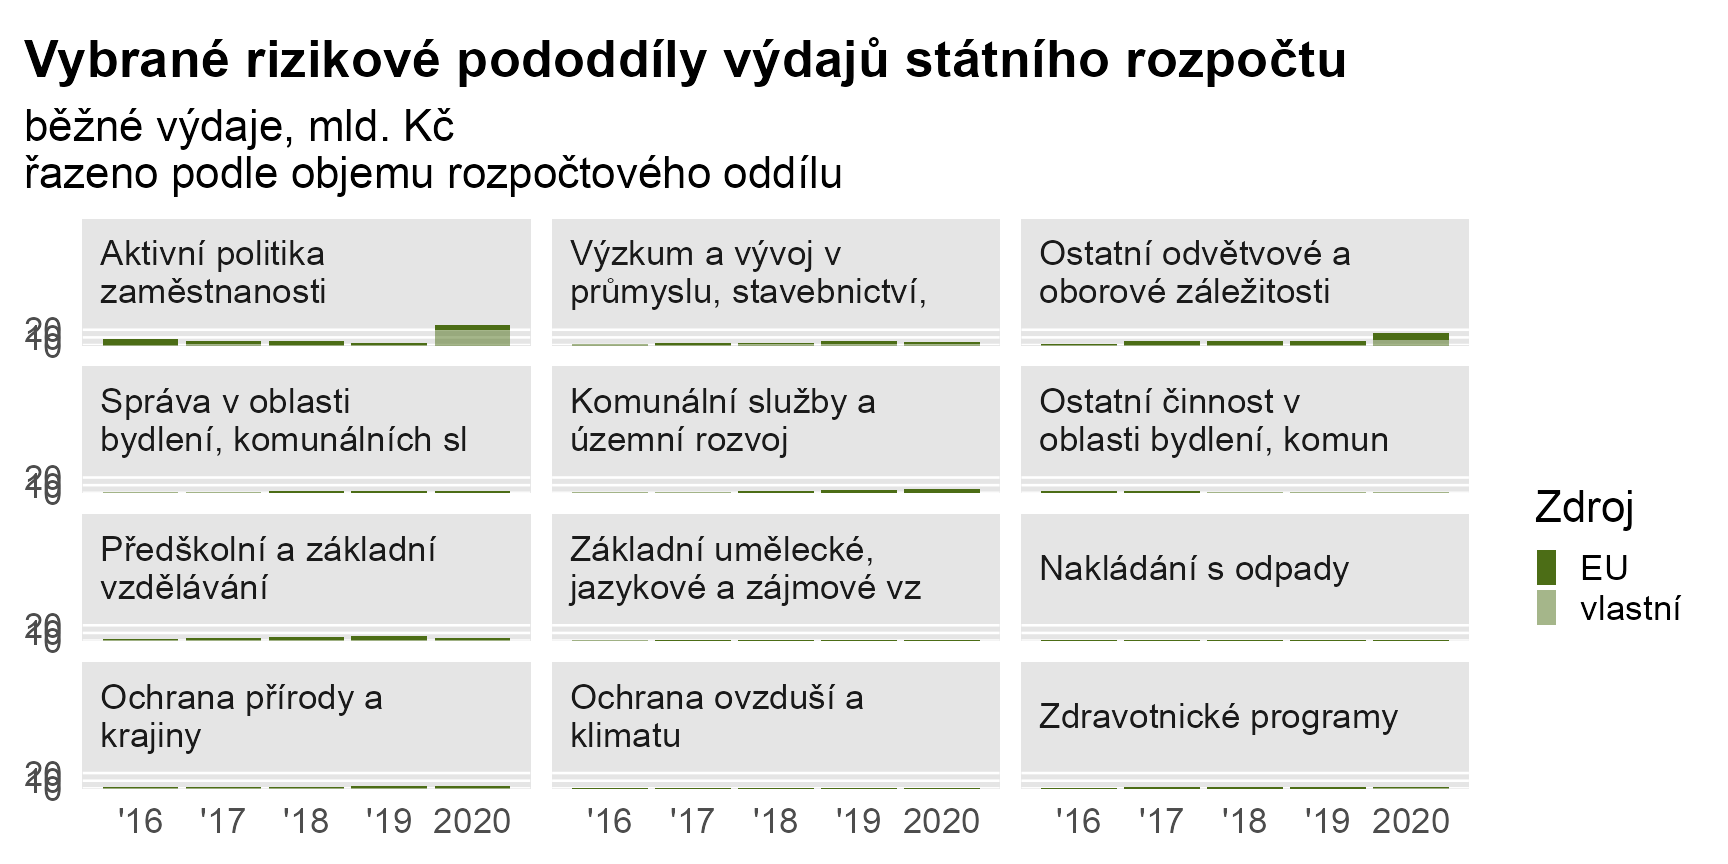 Vybrané rizikové pododdíly výdajů státního rozpočtu
běžné výdaje, mld. Kč
řazeno podle objemu rozpočtového oddílu
Aktivní politika
zaměstnanosti
Výzkum a vývoj v
průmyslu, stavebnictví,
Ostatní odvětvové a
oborové záležitosti
20
10
0
Správa v oblasti
bydlení, komunálních sl
Komunální služby a
územní rozvoj
Ostatní činnost v
oblasti bydlení, komun
20
10
0
Předškolní a základní
vzdělávání
Základní umělecké,
jazykové a zájmové vz
Nakládání s odpady
20
10
0
Ochrana přírody a
krajiny
Ochrana ovzduší a
klimatu
Zdravotnické programy
20
10
0
'16 '17 '18 '19 2020 '16 '17 '18 '19 2020 '16 '17 '18 '19 2020
Zdroj
EU
vlastní